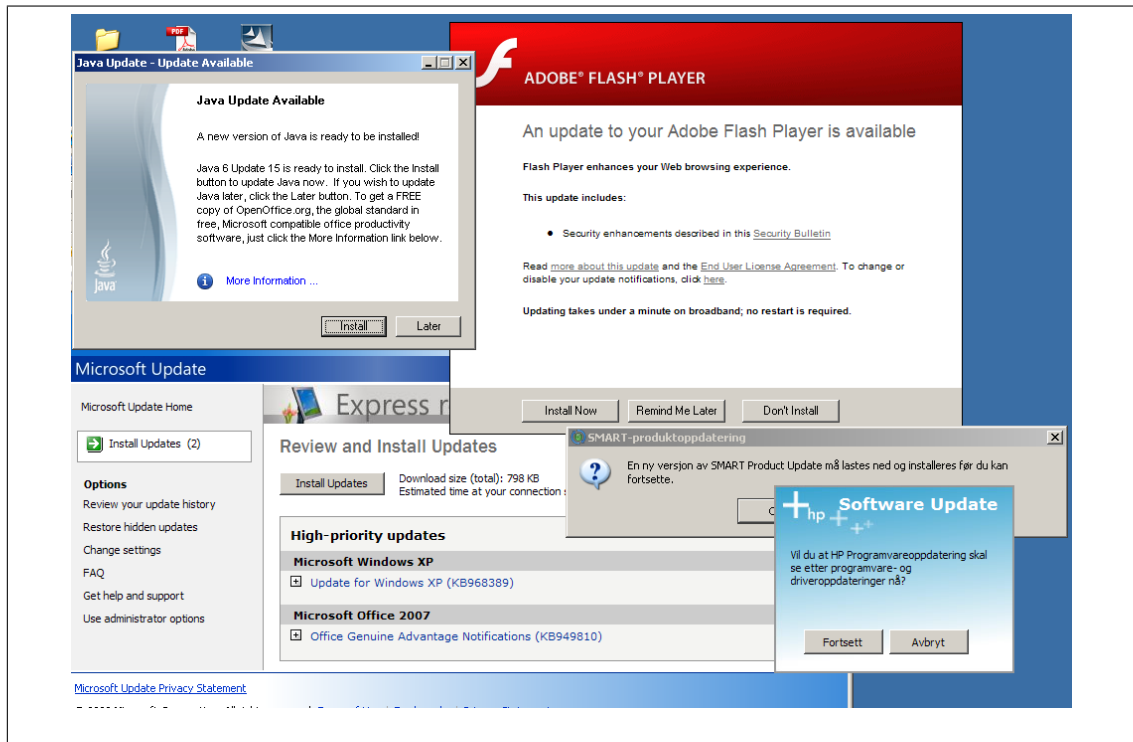 PDF
Adobe
Java Update - Update Available
Java Update Available
A new version of Java is ready to be installed!
Java 6 Update 15 is ready to install. Click the Install
button to update Java now. If you wish to update
Java later, click the Later button. To get a FREE
copy of OpenOffice.org, the global standard in
free, Microsoft compatible office productivity
software, just click the More Information link below.
Java
More Information ...
Install Later
ADOBE® FLASH® PLAYER
An update to your Adobe Flash Player is available
Flash Player enhances your Web browsing experience.
This update includes:
Security enhancements described in this Security Bulletin
Read more about this update and the End User License Agreement. To change or
disable your update notifications, click here.
Updating takes under a minute on broadband; no restart is required.
Install Now Remind Me Later Don't Install
Microsoft Update
Microsoft Update Home
Install Updates (2)
Options
Review your update history
Restore hidden updates
Change settings
FAQ
Get help and support
Use administrator options
Express
Review and Install Updates
Install Updates
Download size (total): 798 KB
Estimated time at your connection
High-priority updates
Microsoft Windows XP
Update for Windows XP (KB968389)
Microsoft Office 2007
Office Genuine Advantage Notifications (KB949810)
SMART-produktoppdatering
En ny versjon av SMART Product Update må lastes ned og installeres før du kan
fortsette.
hp Software Update
Vil du at HP Programvareoppdatering skal
se etter programvare- og
driveroppdateringer nå?
Fortsett Avbryt
Microsoft Update Privacy Statement